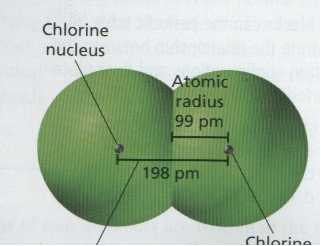 Chlorine
nucleus
Atomic
radius
99 pm
198 pm
Chlorine